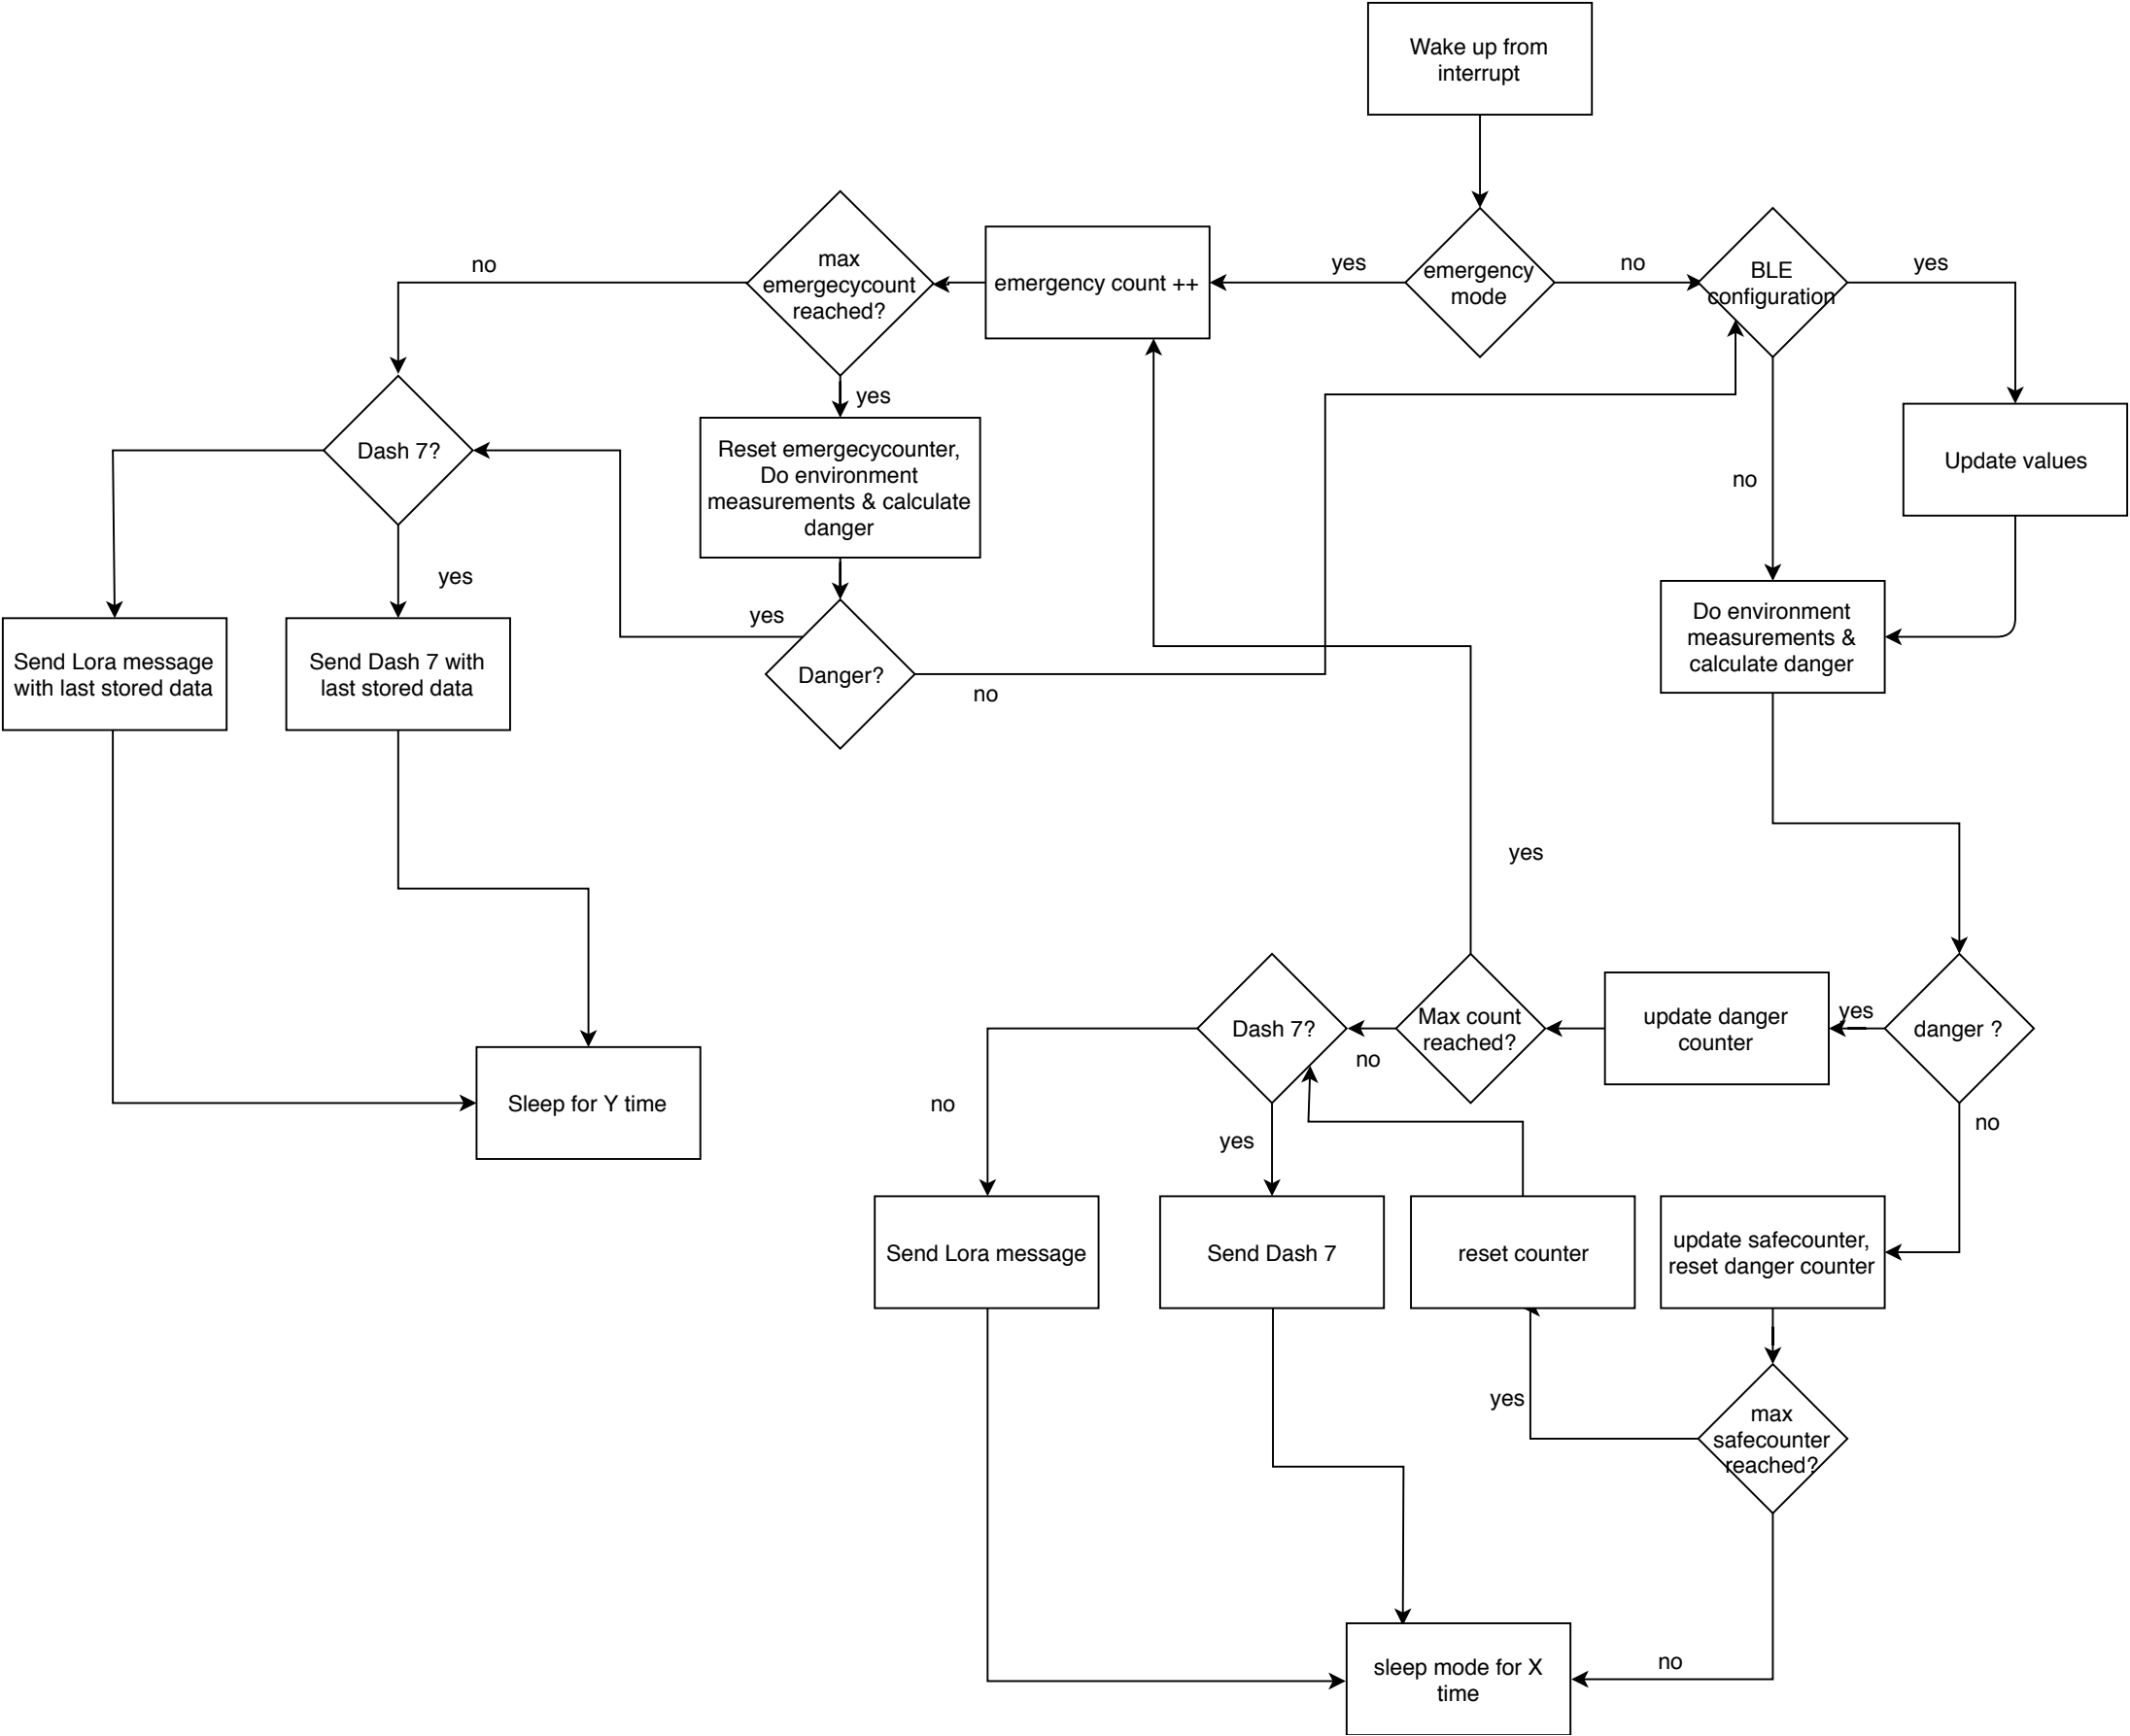 Wake up from
interrupt
max
emergecycount
reached?
emergency count ++
emergency
mode
BLE
configuration
no
yes
no
yes
yes
Dash 7?
Reset emergecycounter,
Do environment
measurements & calculate
danger
Update values
no
yes
yes
Send Lora message
with last stored data
Send Dash 7 with
last stored data
Danger?
no
Do environment
measurements &
calculate danger
yes
Sleep for Y time
Dash 7?
Max count
reached?
update danger
counter
yes
danger ?
no
no
yes
no
Send Lora message
Send Dash 7
reset counter
update safecounter,
reset danger counter
yes
max
safecounter
reached?
sleep mode for X
time
no